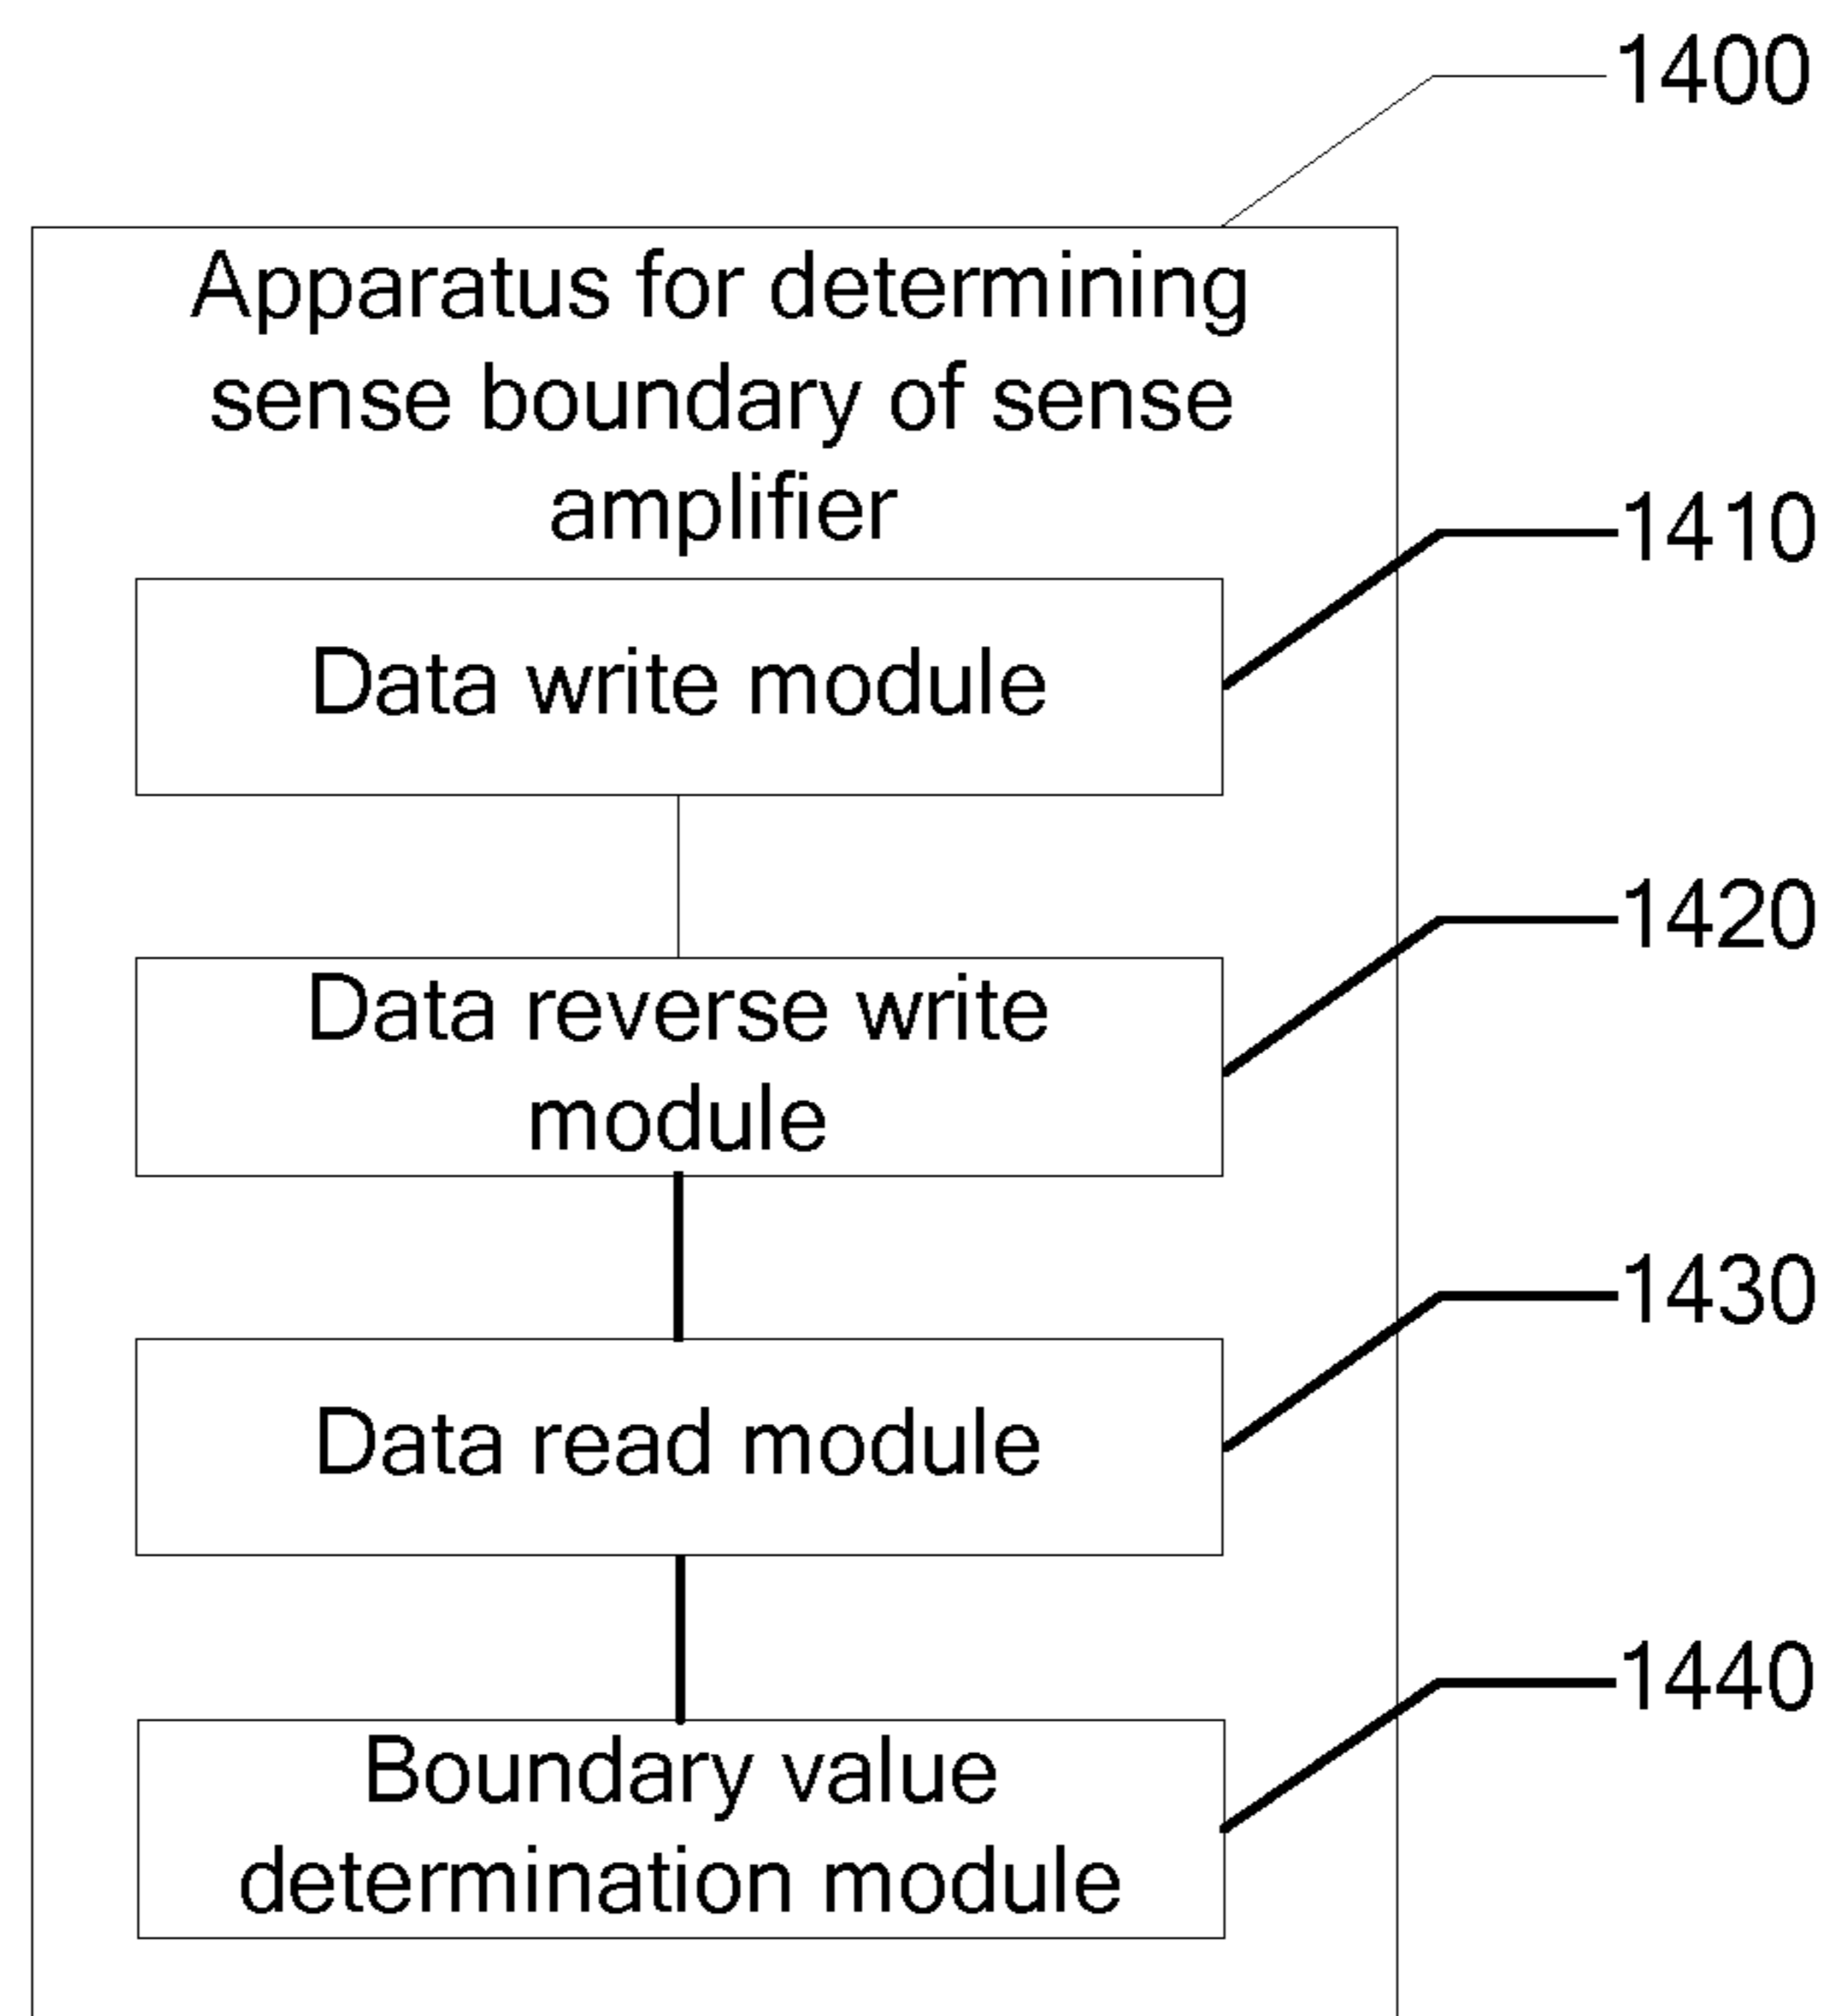 1400
Apparatus for determining
sense boundary of sense
amplifier
1410
Data write module
1420
Data reverse write
module
1430
Data read module
1440
Boundary value
determination module